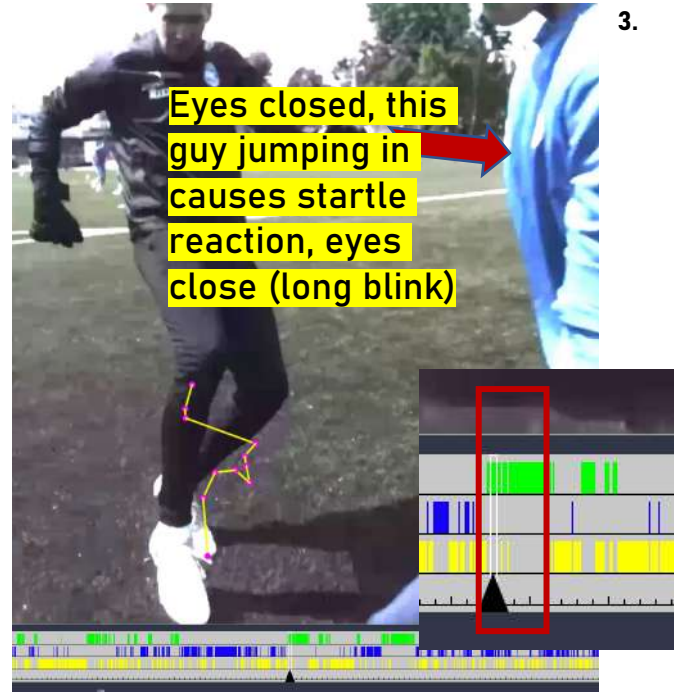 3.
Eyes closed, this
guy jumping in
causes startle
reaction, eyes
close (long blink)